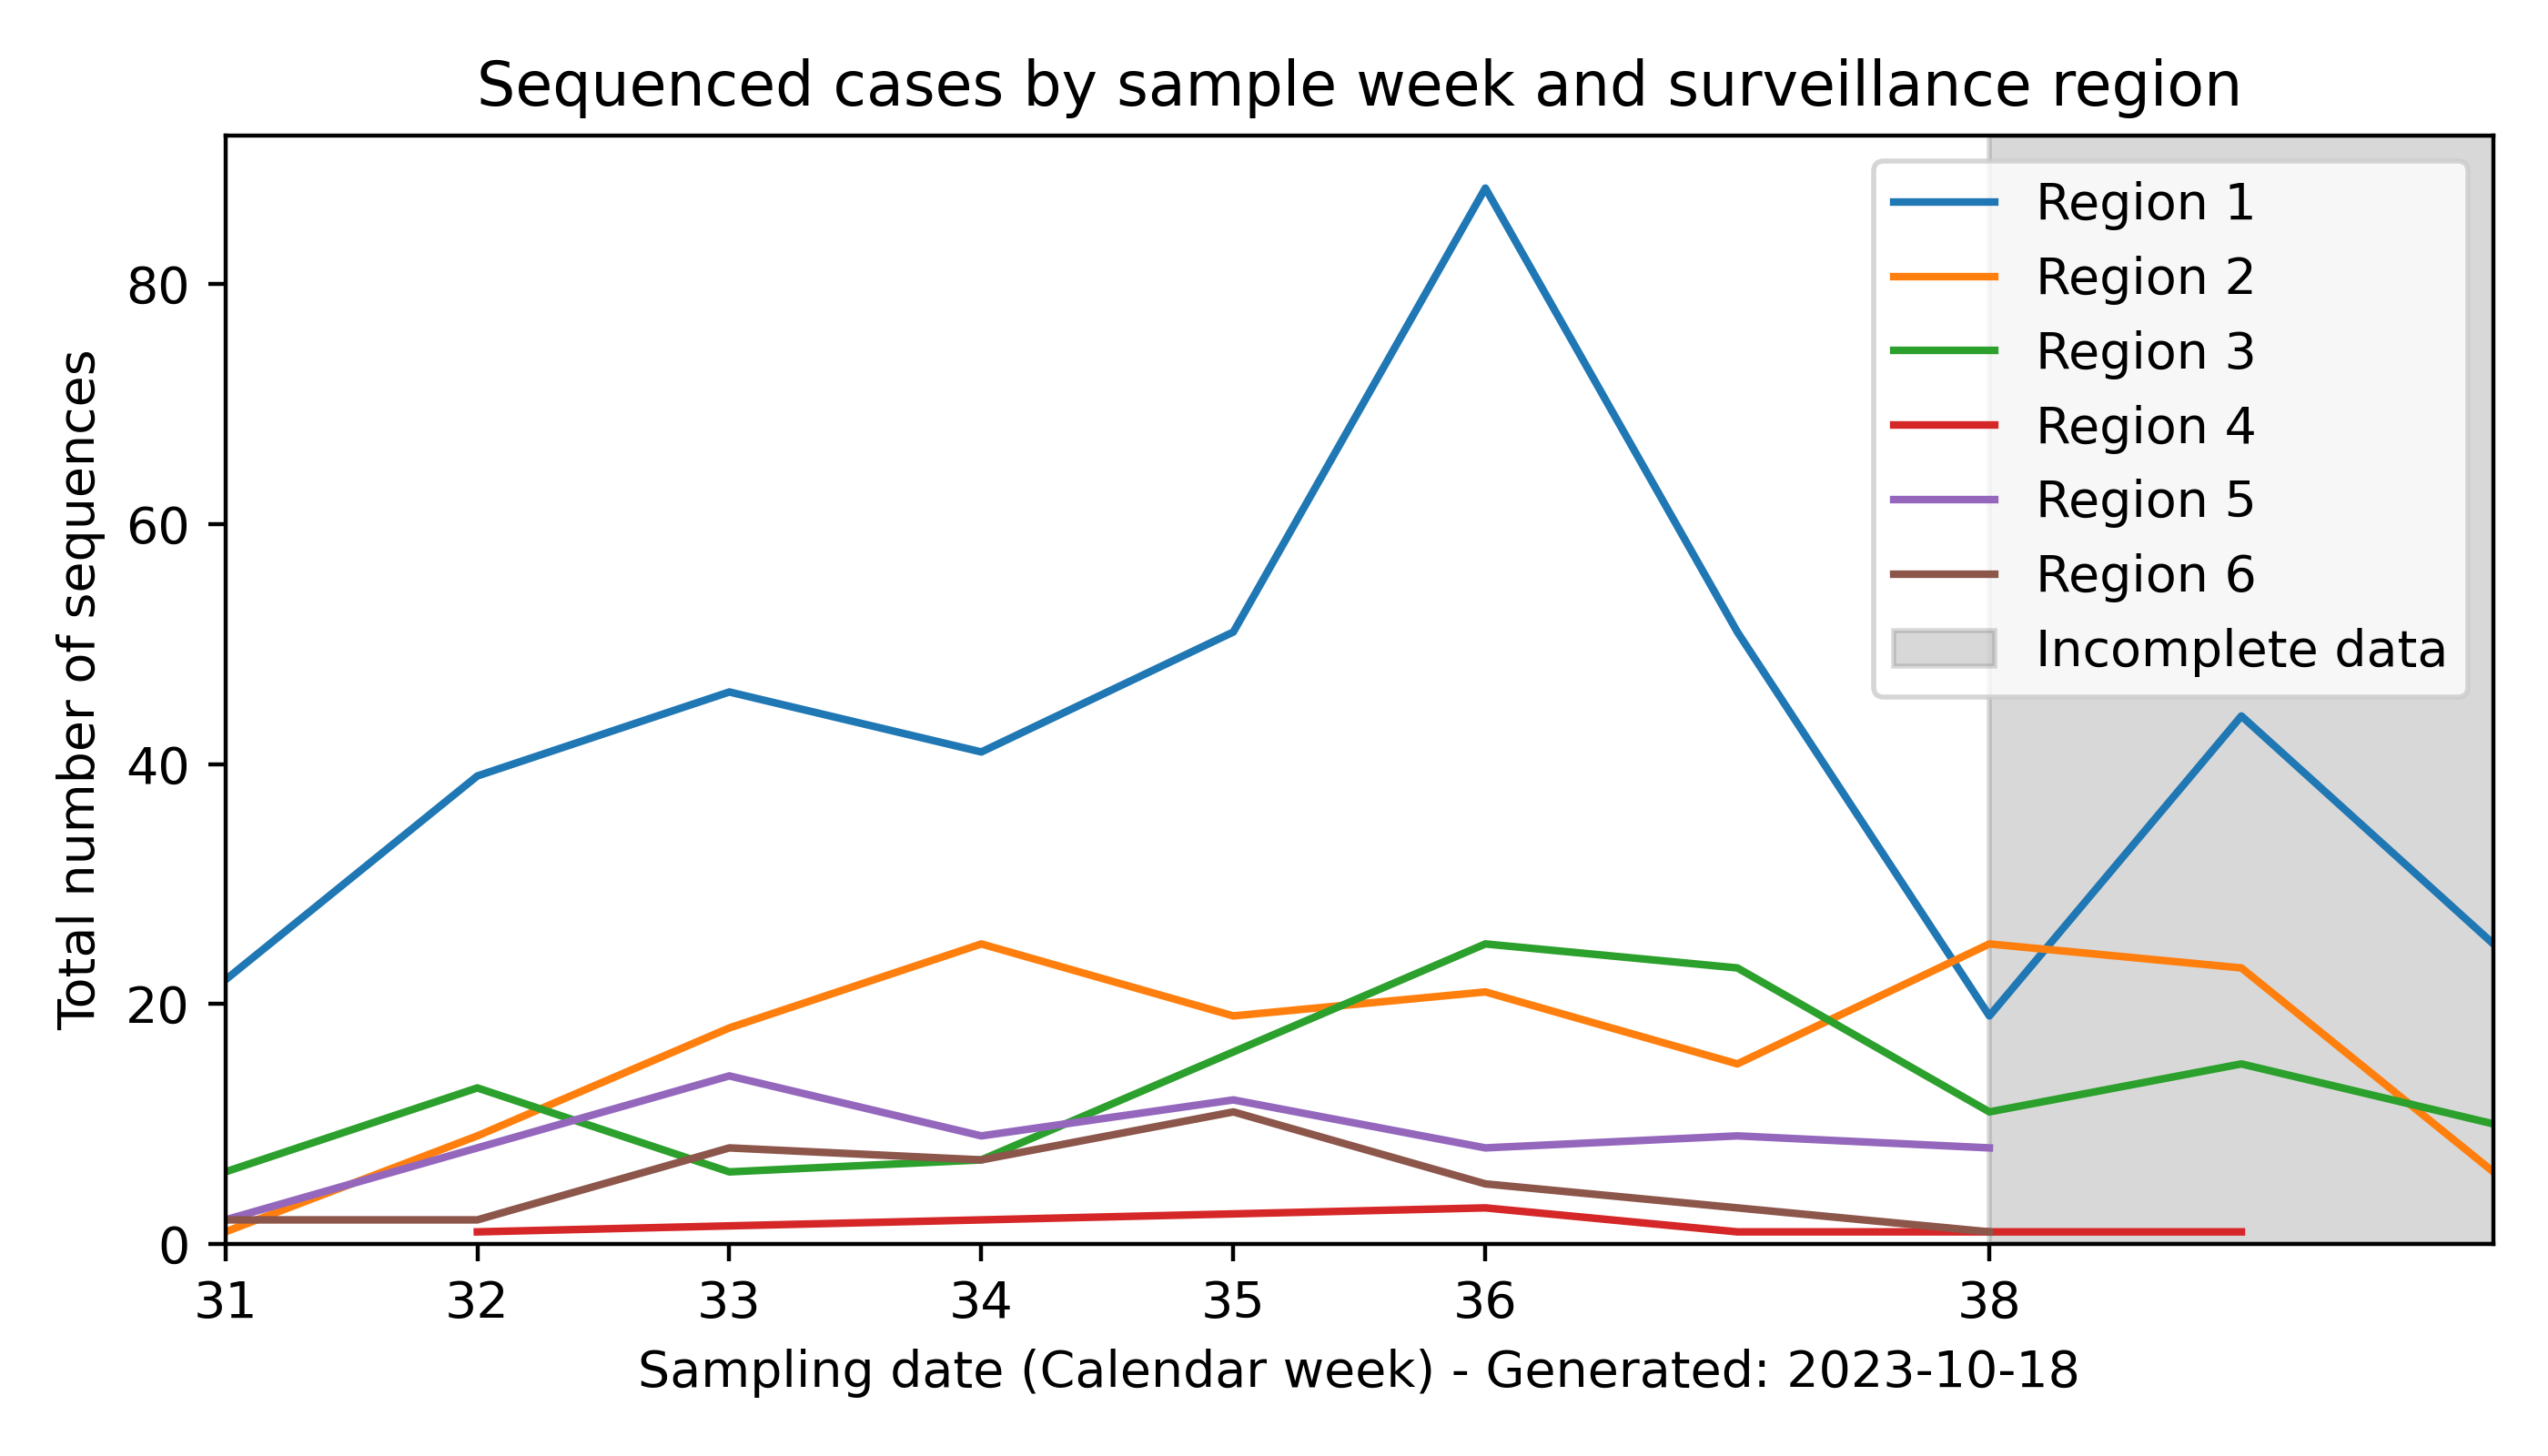 Sequenced cases by sample week and surveillance region
Total number of sequences
80
60
40
20
0
31 32 33 34 35 36 38
Sampling date (Calendar week) - Generated: 2023-10-18
Region 1
Region 2
Region 3
Region 4
Region 5
Region 6
Incomplete data